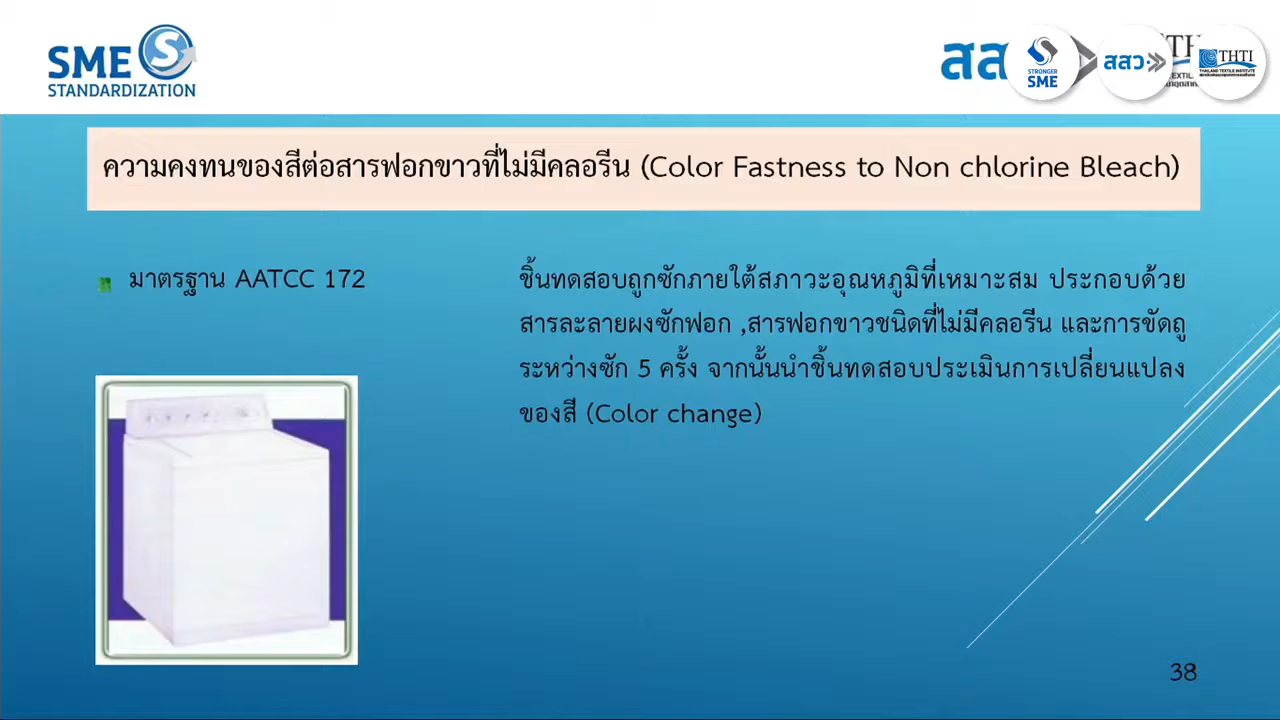 SME
STANDARDIZATION
สส
STRONGER
SME
สสว
THTI
THAILAND TEXTILE INSTITUTE
ความคงทนของสีต่อสารฟอกขาวที่ไม่มีคลอรีน (Color Fastness to Non chlorine Bleach)
มาตรฐาน AATCC 172
ชิ้นทดสอบถูกซักภายใต้สภาวะอุณหภูมิที่เหมาะสม ประกอบด้วย
สารละลายผงซักฟอก ,สารฟอกขาวชนิดที่ไม่มีคลอรีน และการขัดถู
ระหว่างซัก 5 ครั้ง จากนั้นนำชิ้นทดสอบประเมินการเปลี่ยนแปลง
ของสี (Color change)
38